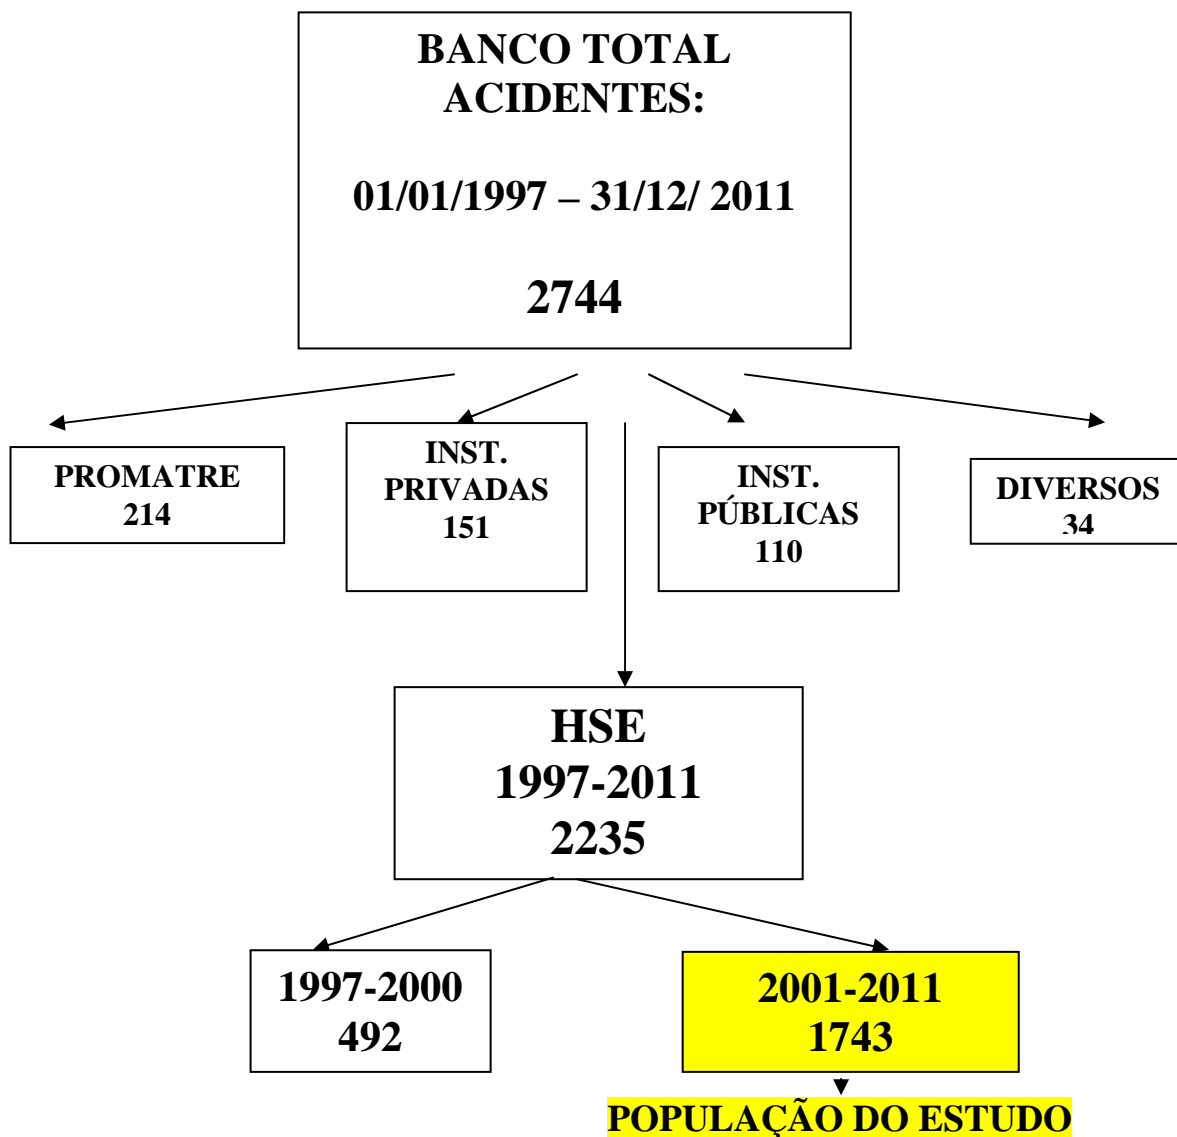 BANCO TOTAL
ACIDENTES:
01/01/1997 – 31/12/ 2011
2744
PROMATRE
214
INST.
PRIVADAS
151
INST.
PÚBLICAS
110
DIVERSOS
34
HSE
1997-2011
2235
1997-2000
492
2001-2011
1743
POPULAÇÃO DO ESTUDO